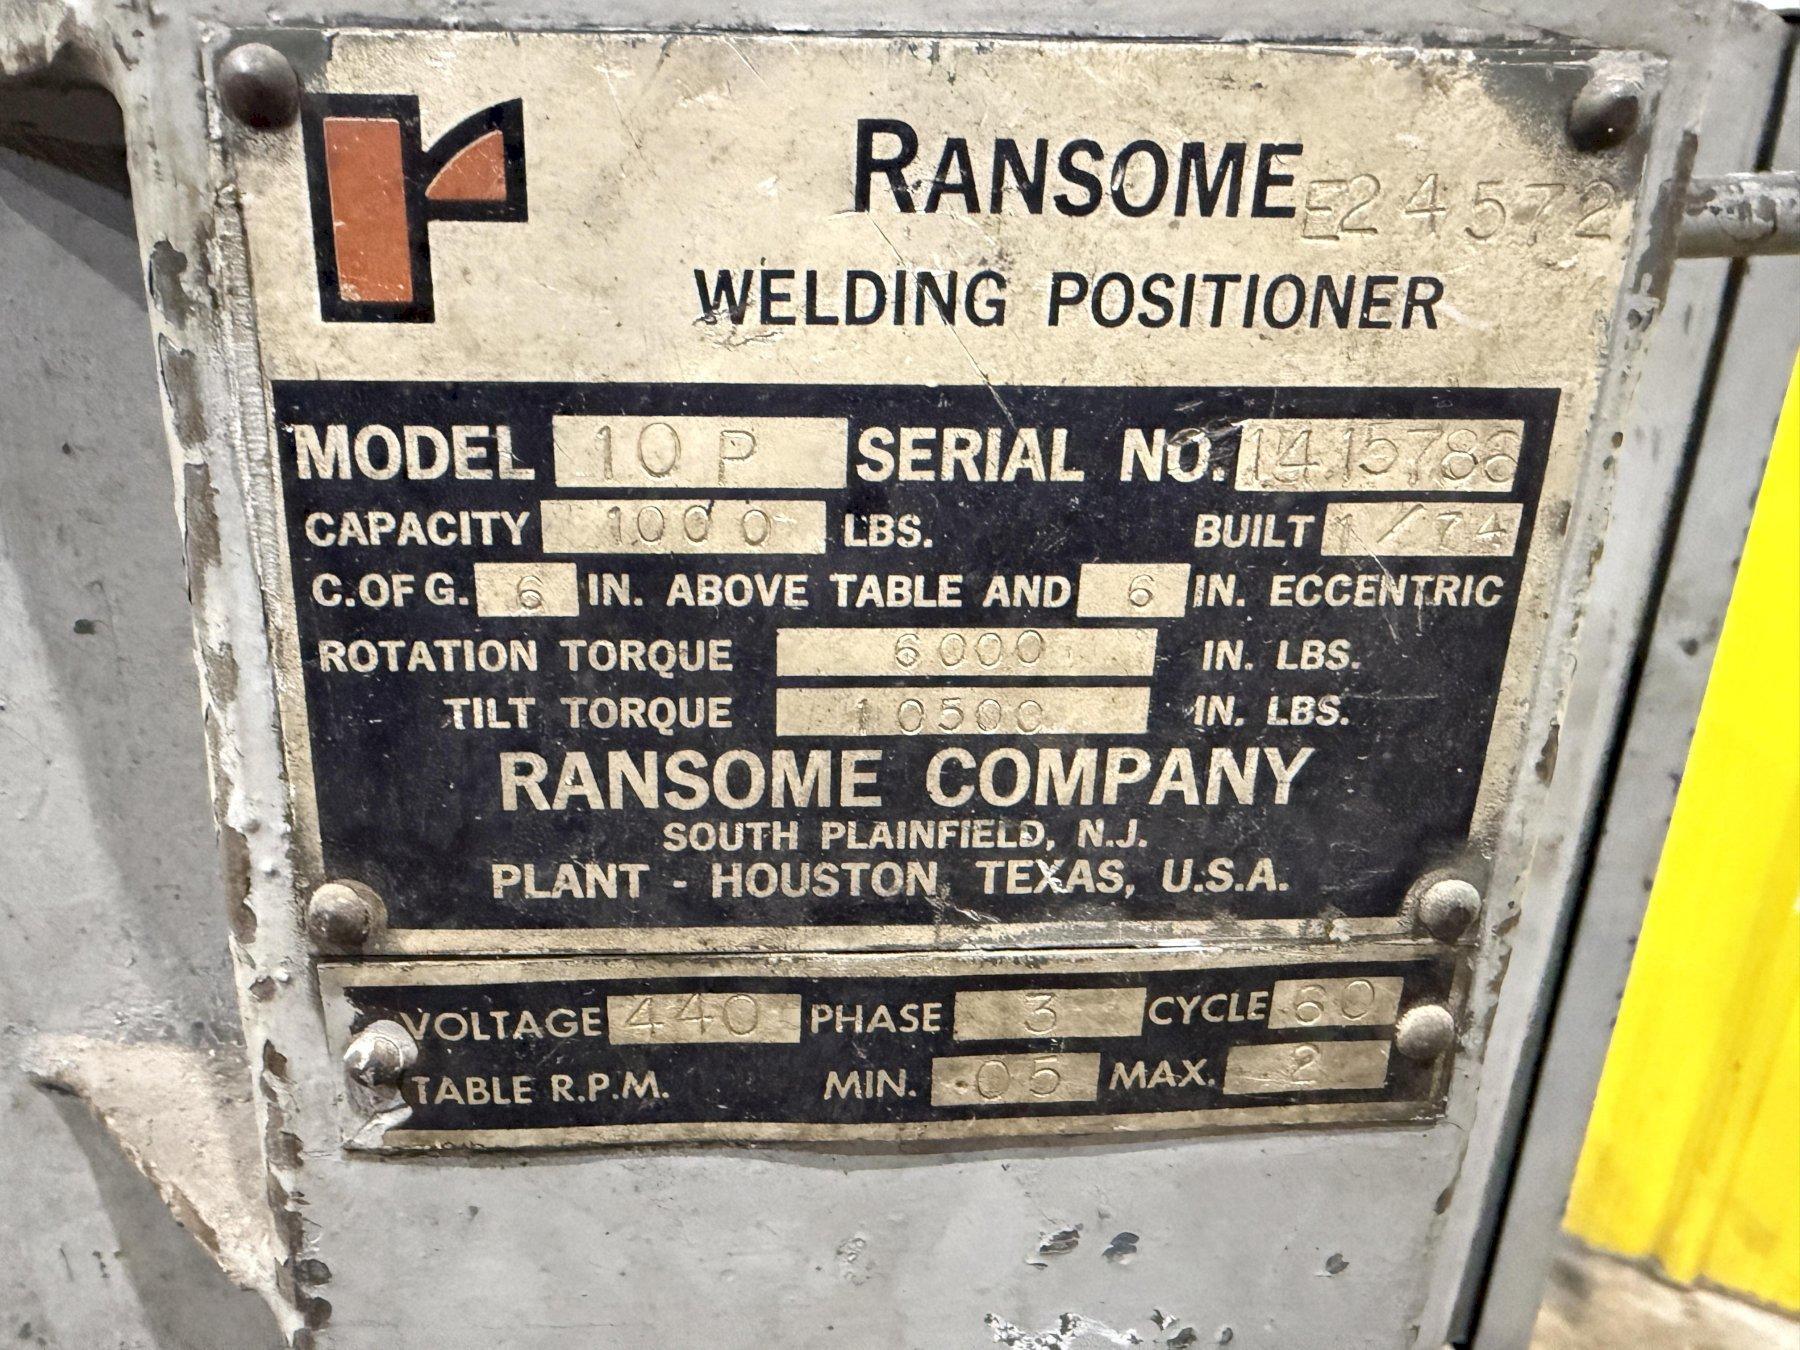 RANSOME E24572
WELDING POSITIONER
MODEL 10 P SERIAL NO.
CAPACITY 1000 LBS. BUILT 1/74
C. OF G. 6 IN. ABOVE TABLE AND 6 IN. ECCENTRIC
ROTATION TORQUE 6000 IN. LBS.
TILT TORQUE 10500 IN. LBS.
RANSOME COMPANY
SOUTH PLAINFIELD, N.J.
PLANT - HOUSTON TEXAS, U.S.A.
VOLTAGE 440 PHASE 3 CYCLE 60
TABLE R.P.M. MIN. .05 MAX. 2